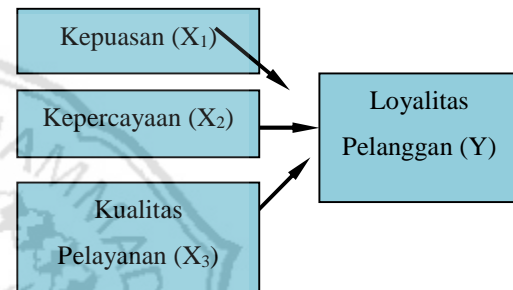 Kepuasan (X₁)
Kepercayaan (X₂)
Kualitas
Pelayanan (X₃)
Loyalitas
Pelanggan (Y)